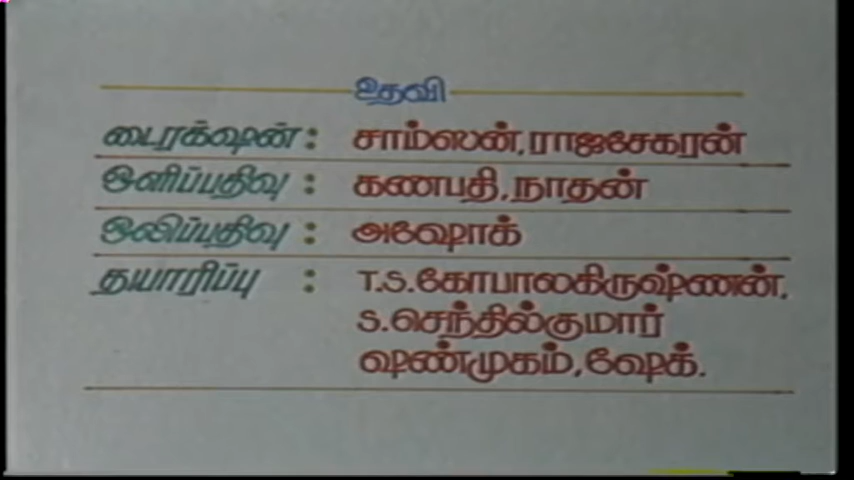 உதவி
டைரக்ஷன் : சாம்ஸன், ராஜசேகரன்
ஒளிப்பதிவு : கணபதி, நாதன்
ஒலிப்பதிவு : அஷோக்
தயாரிப்பு : T.S.கோபாலகிருஷ்ணன்,
S.செந்தில்குமார்
ஷண்முகம், ஷேக்.